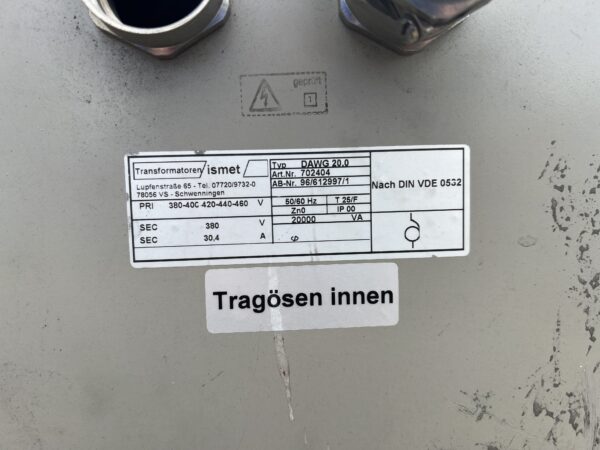 geprüft
1
Transformatoren ismet
Lupfenstraße 65 - Tel. 07720/9732-0
78056 VS - Schwenningen
Typ DAWG 20.0
Art.Nr. 702404
AB-Nr. 96/612997/1
Nach DIN VDE 0532
PRI 380-400 420-440-460 V
50/60 Hz T 25/F
Zn0 IP 00
20000 VA
SEC 380 V
SEC 30,4 A
φ
Tragösen innen